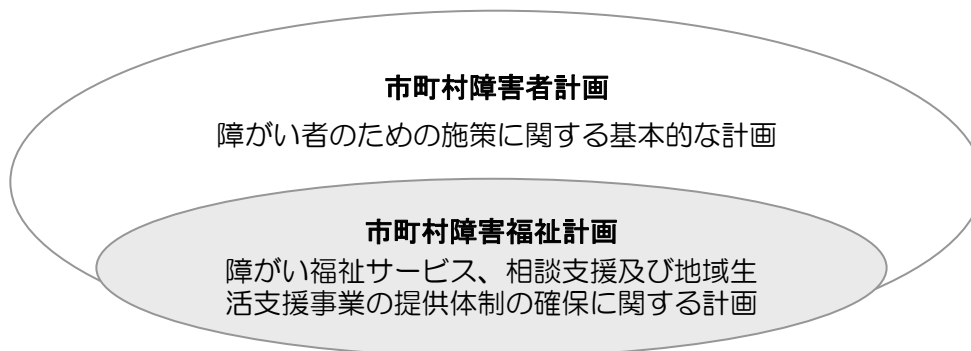 市町村障害者計画
障がい者のための施策に関する基本的な計画
市町村障害福祉計画
障がい福祉サービス、相談支援及び地域生
活支援事業の提供体制の確保に関する計画